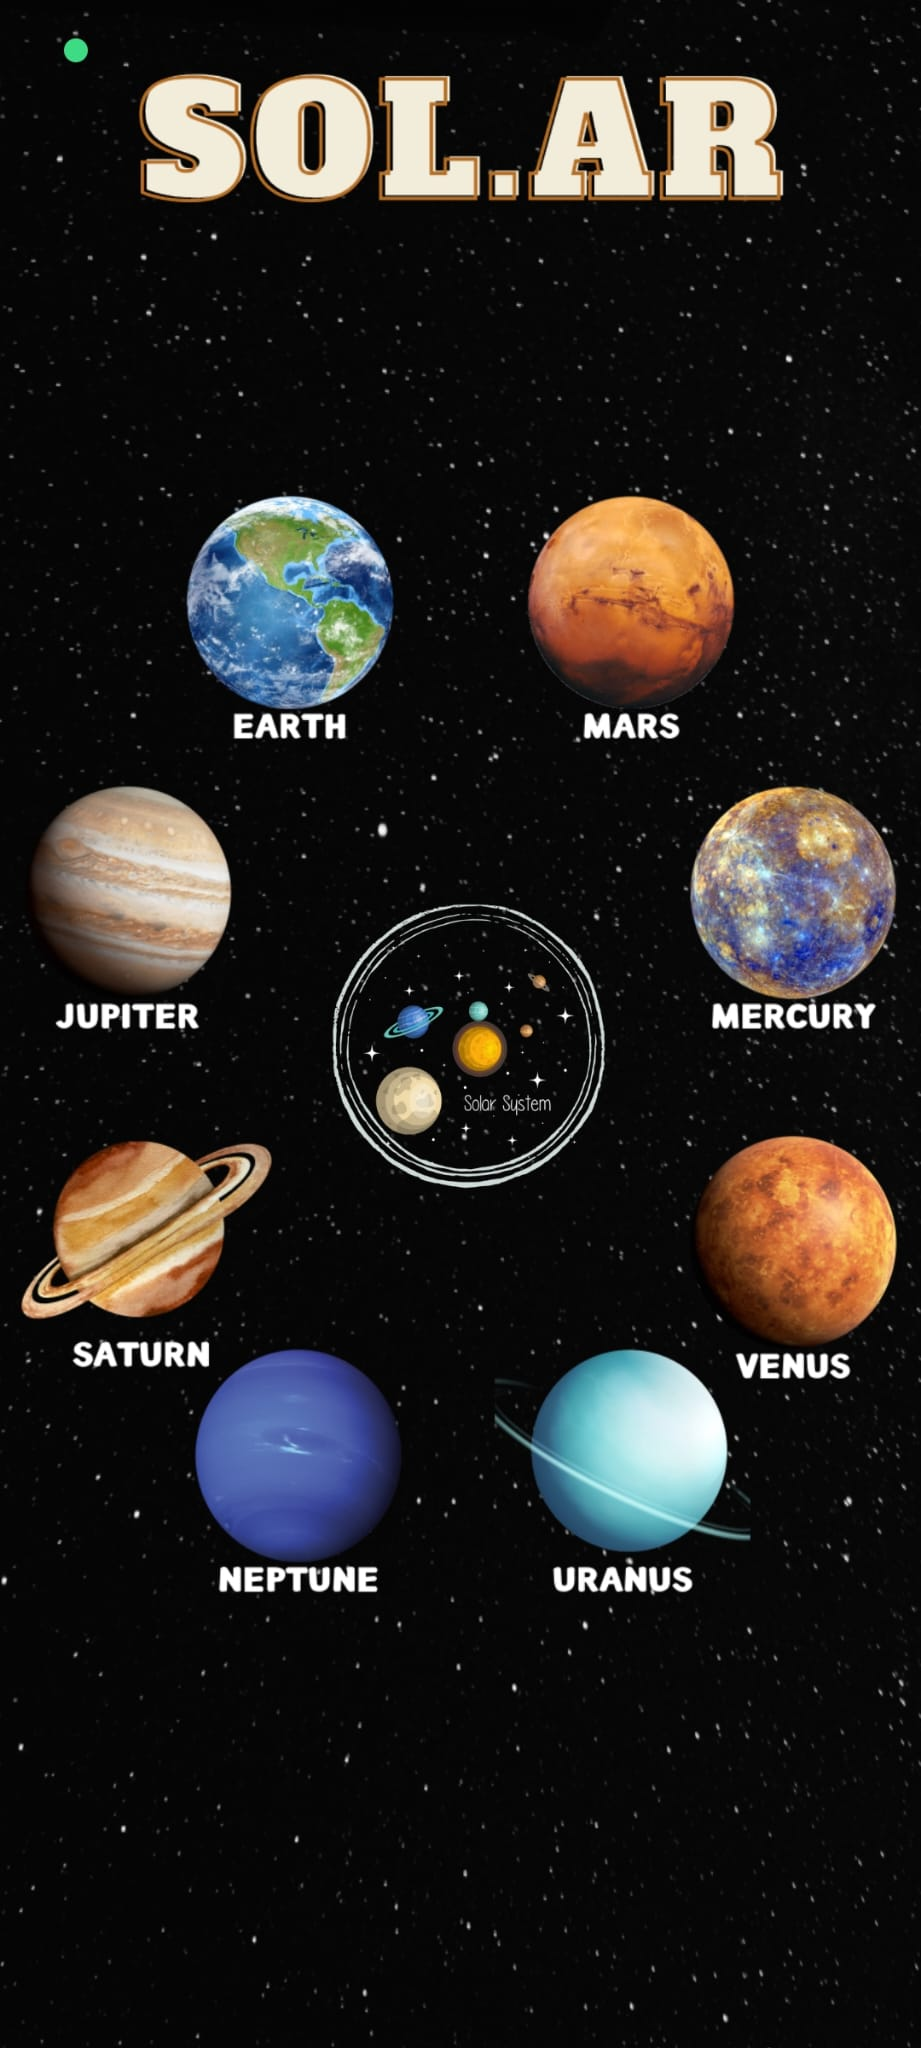 SOL.AR
EARTH
MARS
JUPITER
MERCURY
Solar System
SATURN
VENUS
NEPTUNE
URANUS